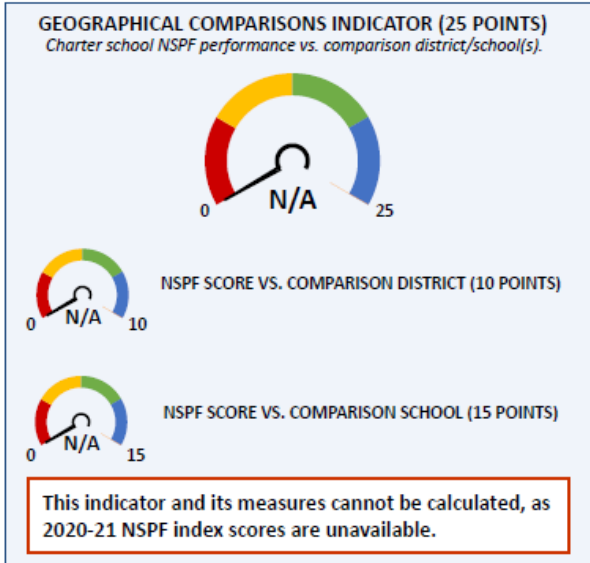 GEOGRAPHICAL COMPARISONS INDICATOR (25 POINTS)
Charter school NSPF performance vs. comparison district/school(s).
N/A
0 25
NSPF SCORE VS. COMPARISON DISTRICT (10 POINTS)
N/A
0 10
NSPF SCORE VS. COMPARISON SCHOOL (15 POINTS)
N/A
0 15
This indicator and its measures cannot be calculated, as
2020-21 NSPF index scores are unavailable.